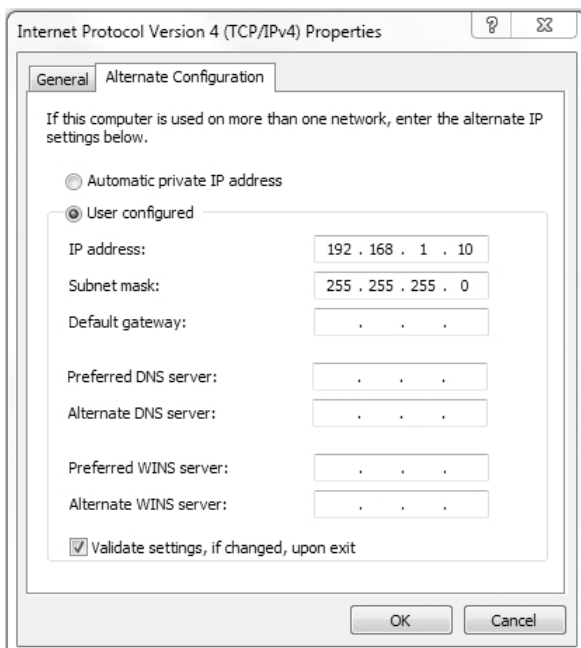 Internet Protocol Version 4 (TCP/IPv4) Properties
General
Alternate Configuration
If this computer is used on more than one network, enter the alternate IP
settings below.
Automatic private IP address
User configured
IP address: 192 . 168 . 1 . 10
Subnet mask: 255 . 255 . 255 . 0
Default gateway: . . .
Preferred DNS server: . . .
Alternate DNS server: . . .
Preferred WINS server: . . .
Alternate WINS server: . . .
Validate settings, if changed, upon exit
OK Cancel